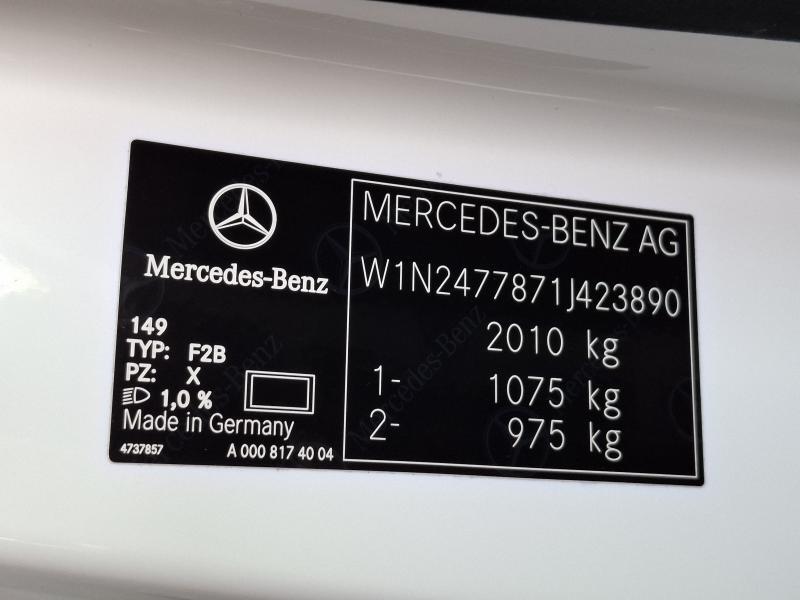 Mercedes-Benz
149
TYP: F2B
PZ: X
1,0 %
Made in Germany
4737857 A 000 817 40 04
MERCEDES-BENZ AG
W1N2477871J423890
2010 kg
1- 1075 kg
2- 975 kg